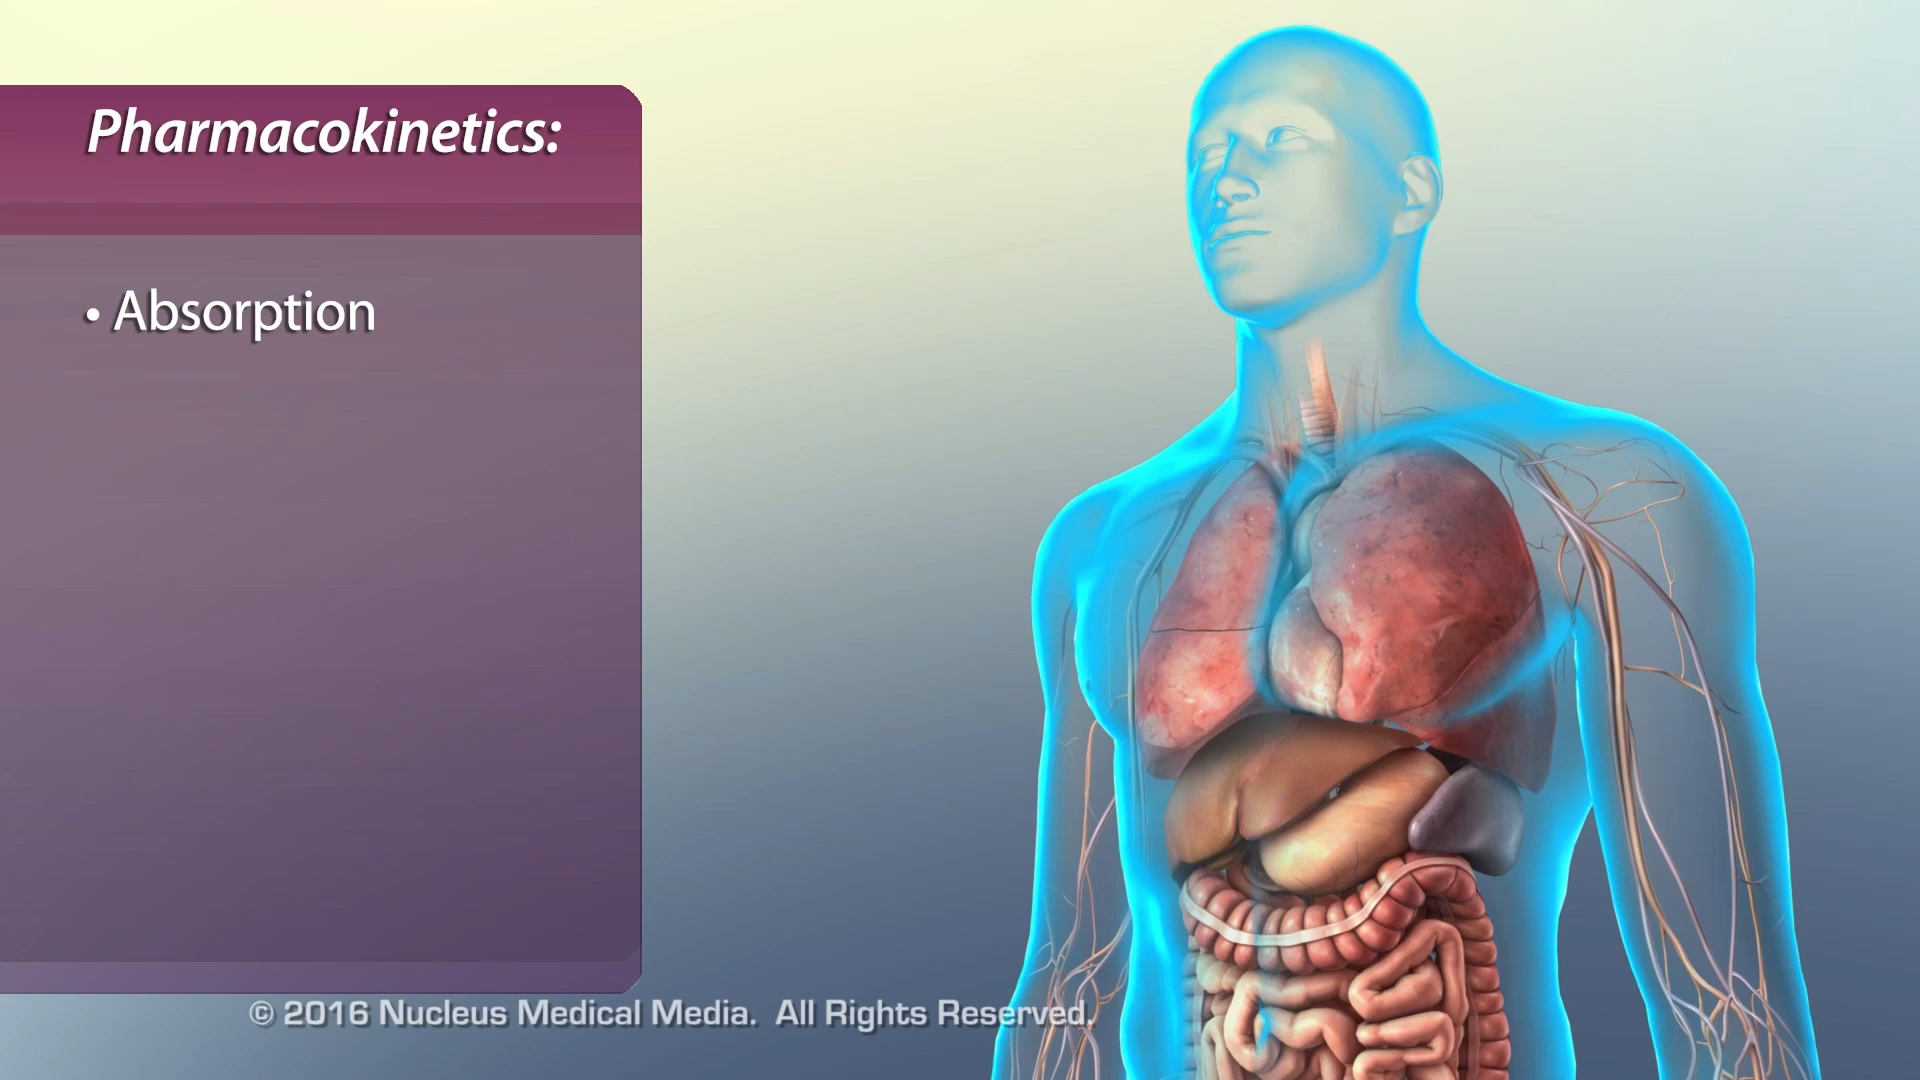 Pharmacokinetics:
• Absorption
© 2016 Nucleus Medical Media. All Rights Reserved.